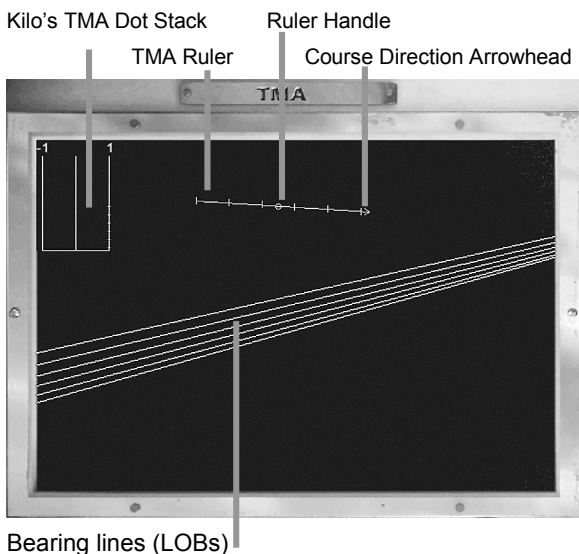 Kilo's TMA Dot Stack
Ruler Handle
TMA Ruler
Course Direction Arrowhead
TMA
-1 1
Bearing lines (LOBs)